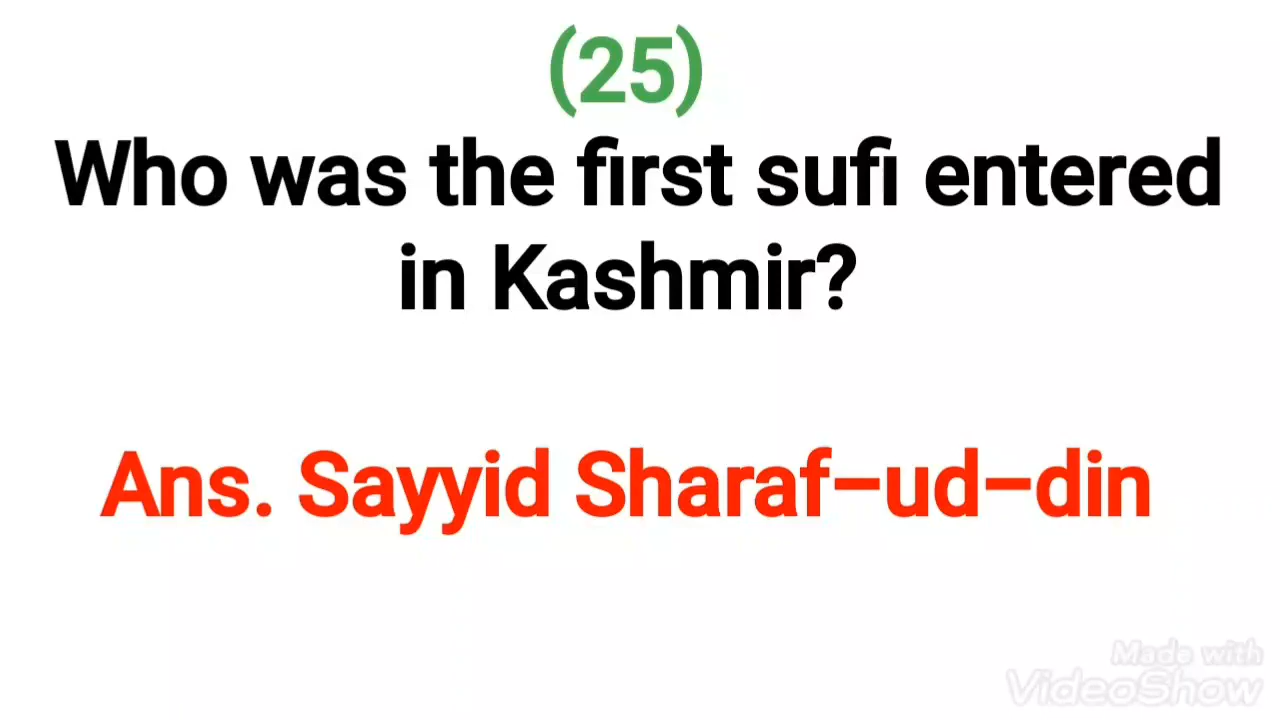 (25)
Who was the first sufi entered
in Kashmir?
Ans. Sayyid Sharaf–ud–din
Made with
VideoShow